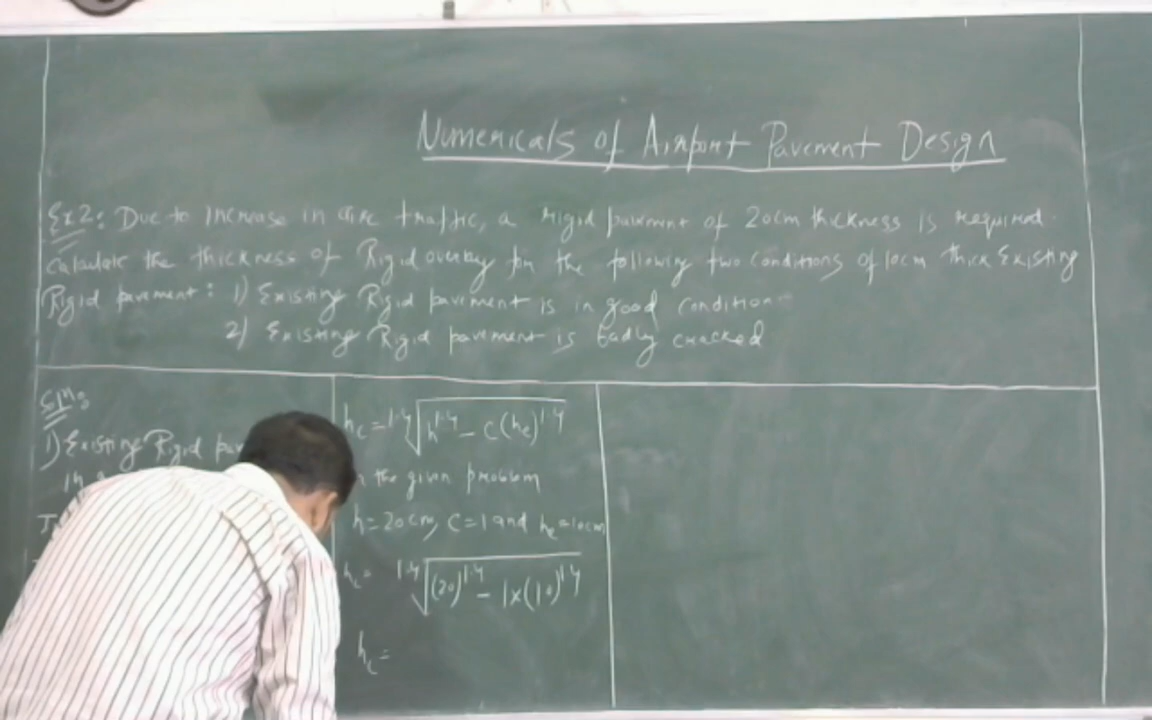 Numericals of Airport Pavement Design
Ex2: Due to increase in traffic, a rigid pavement of 20cm thickness is required.
Calculate the thickness of Rigid overlay for the following two conditions of 10cm thick Existing
Rigid pavement: 1) Existing Rigid pavement is in good condition
2) Existing Rigid pavement is badly cracked
Soln:
1) Existing Rigid
hc = 1.4√h^1.4 - C(he)^1.4
the given problem
h=20cm, C=1 and he=10cm
hc = 1.4√(20)^1.4 - 1x(10)^1.4
hc =